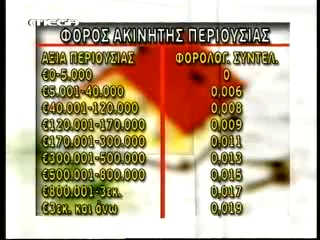 ΦΟΡΟΣ ΑΚΙΝΗΤΗΣ ΠΕΡΙΟΥΣΙΑΣ
ΑΞΙΑ ΠΕΡΙΟΥΣΙΑΣ ΦΟΡΟΛΟΓ. ΣΥΝΤΕΛ.
€0-5.000 0
€5.001-40.000 0,006
€40.001-120.000 0,008
€120.001-170.000 0,009
€170.001-300.000 0,011
€300.001-500.000 0,013
€500.001-800.000 0,015
€800.001-3εκ. 0,017
€3εκ. και άνω 0,019